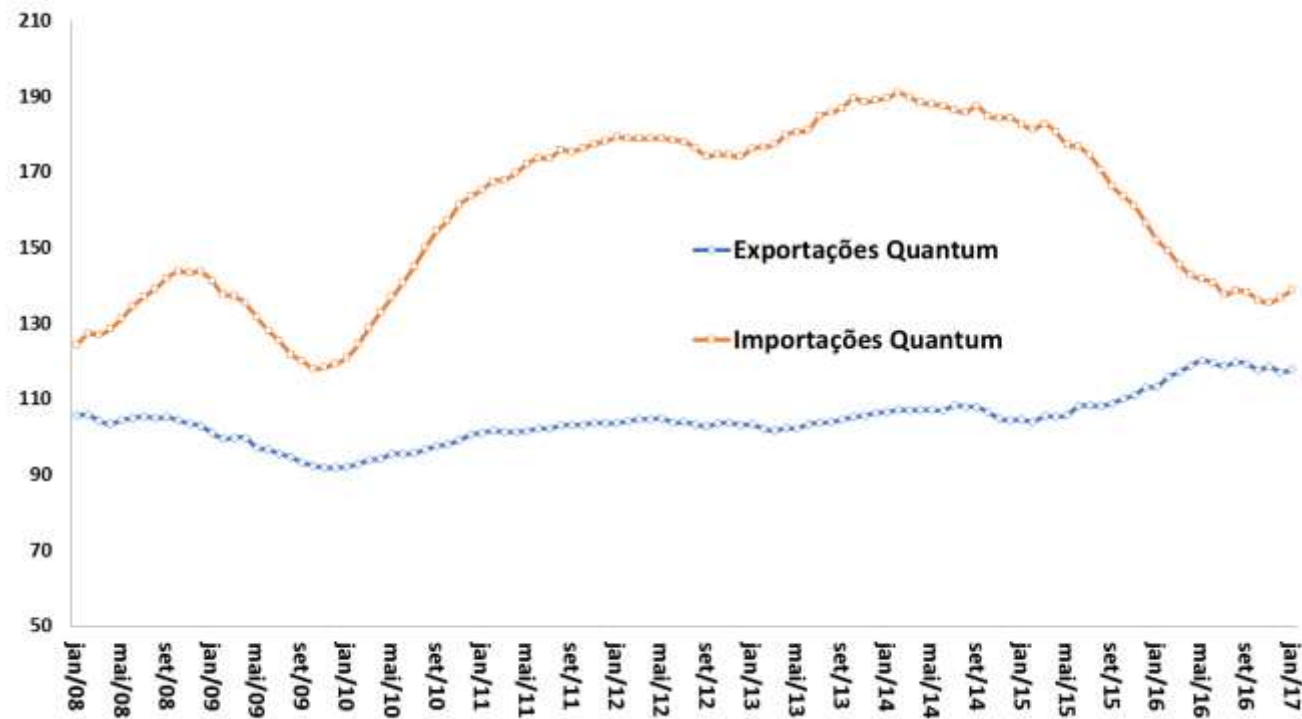 210
190
170
150
130
110
90
70
50
Exportações Quantum
Importações Quantum
jan/08
mai/08
set/08
jan/09
mai/09
set/09
jan/10
mai/10
set/10
jan/11
mai/11
set/11
jan/12
mai/12
set/12
jan/13
mai/13
set/13
jan/14
mai/14
set/14
jan/15
mai/15
set/15
jan/16
mai/16
set/16
jan/17